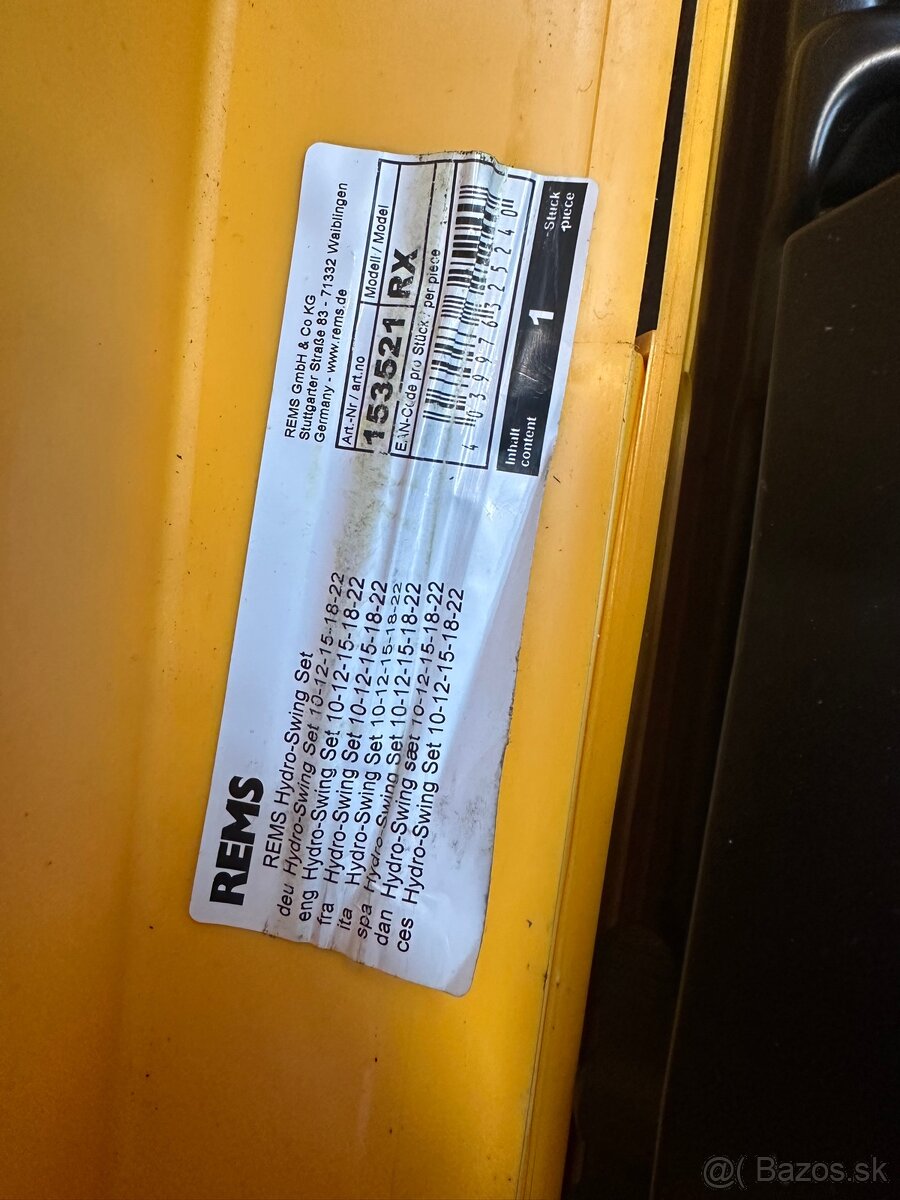 REMS
REMS Hydro-Swing Set
deu Hydro-Swing Set 10-12-15-18-22
eng Hydro-Swing Set 10-12-15-18-22
fra Hydro-Swing Set 10-12-15-18-22
ita Hydro-Swing Set 10-12-15-18-22
spa Hydro-Swing Set 10-12-15-18-22
dan Hydro-Swing sæt 10-12-15-18-22
ces Hydro-Swing Set 10-12-15-18-22
REMS GmbH & Co KG
Stuttgarter Straße 83 - 71332 Waiblingen
Germany - www.rems.de
Art.-Nr / art.no
Modell / Model
153521 RX
EAN-Code pro Stück / per piece
4 039976 325240
Inhalt
content
1
Stück
piece
@( Bazos.sk